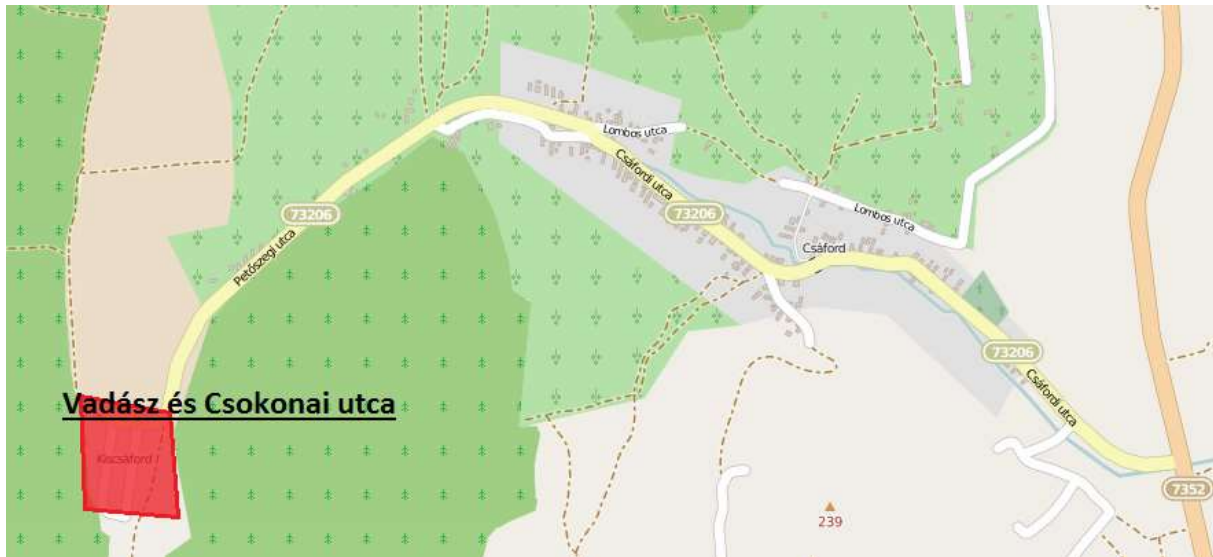 Lombos utca
Csáfordi utca
73206
73206
Lombos utca
Csáford
Petőszegi utca
73206
Csáfordi utca
Vadász és Csokonai utca
Kiscsáford
7352
239